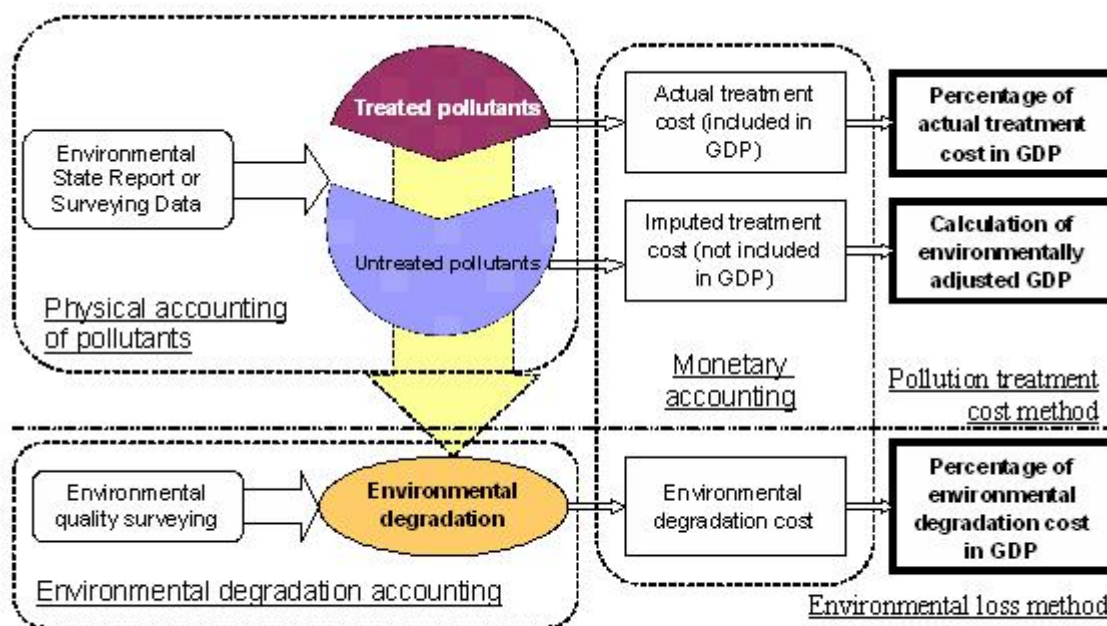 Treated pollutants
Actual treatment
cost (included in
GDP)
Percentage of
actual treatment
cost in GDP
Environmental
State Report or
Surveying Data
Untreated pollutants
Imputed treatment
cost (not included
in GDP)
Calculation of
environmentally
adjusted GDP
Physical accounting
of pollutants
Monetary
accounting
Pollution treatment
cost method
Environmental
quality surveying
Environmental
degradation
Environmental
degradation cost
Percentage of
environmental
degradation cost
in GDP
Environmental degradation accounting
Environmental loss method